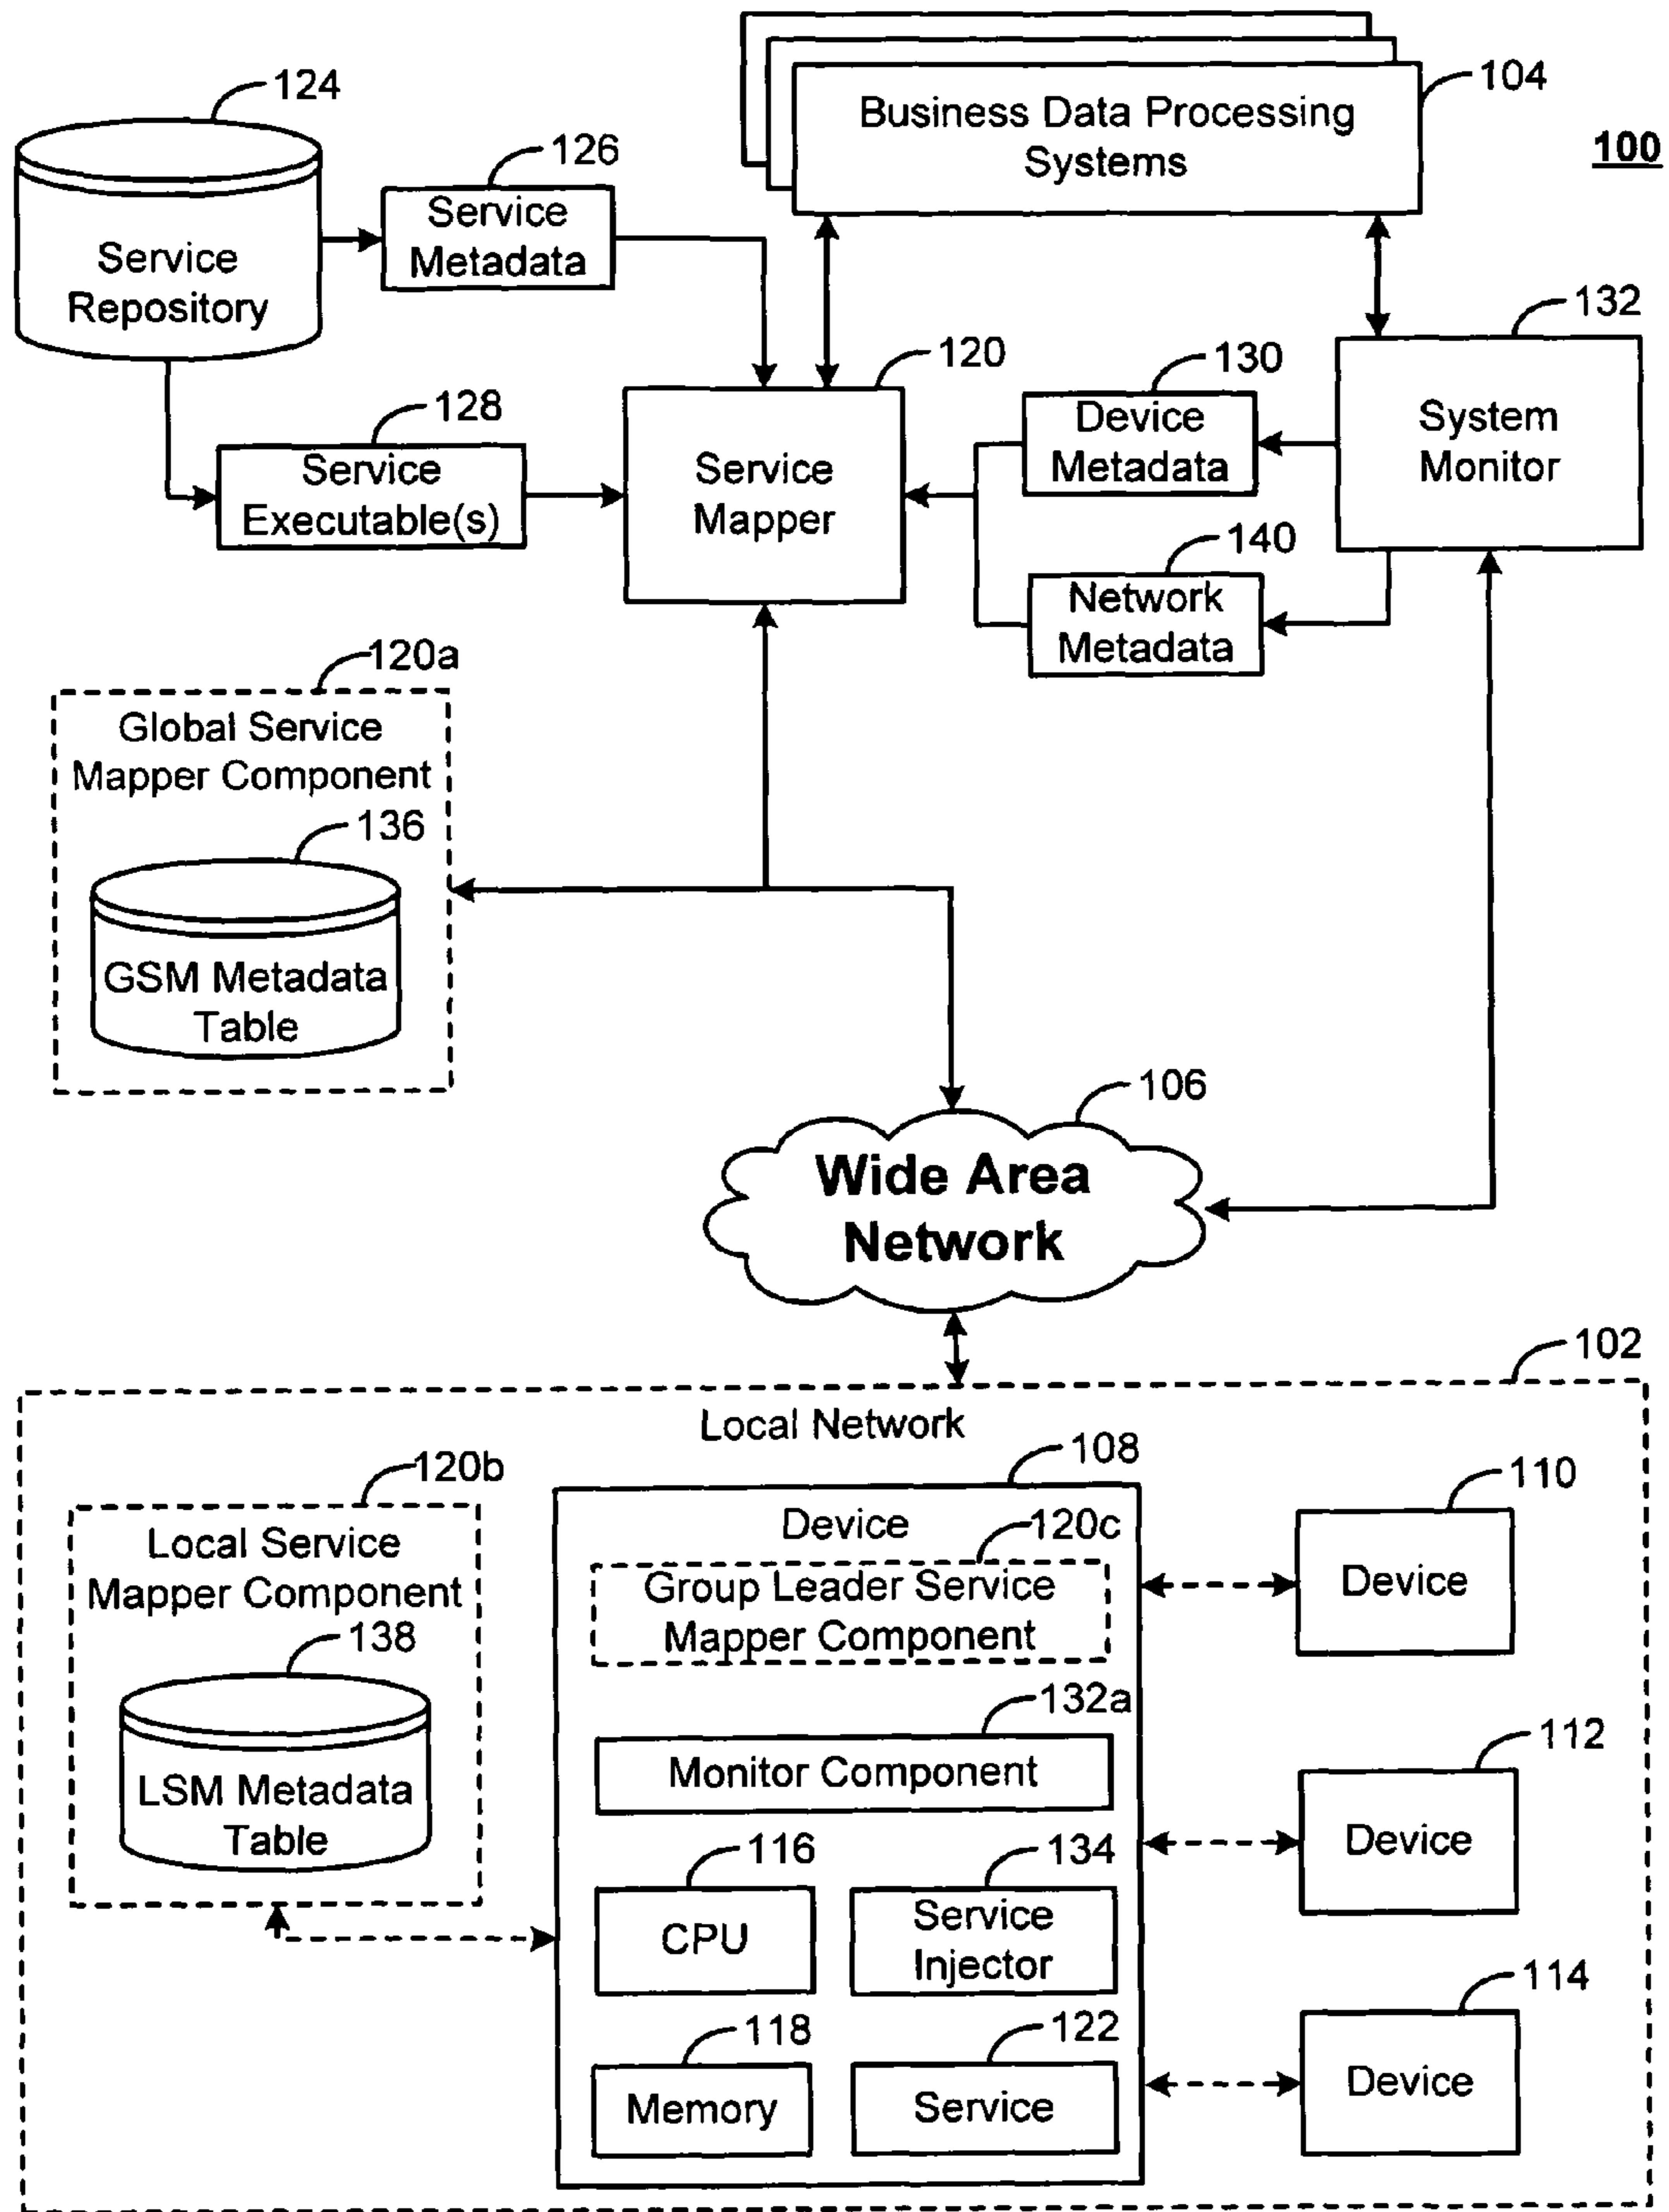 124
104
Business Data Processing
Systems
100
126
Service
Metadata
Service
Repository
132
120
130
128
Device
Metadata
System
Monitor
Service
Executable(s)
Service
Mapper
140
Network
Metadata
120a
Global Service
Mapper Component
136
GSM Metadata
Table
106
Wide Area
Network
102
Local Network
108
120b
110
Device
120c
Local Service
Mapper Component
Group Leader Service
Mapper Component
Device
138
132a
112
Monitor Component
LSM Metadata
Table
Device
116
134
CPU
Service
Injector
114
118
122
Device
Memory
Service